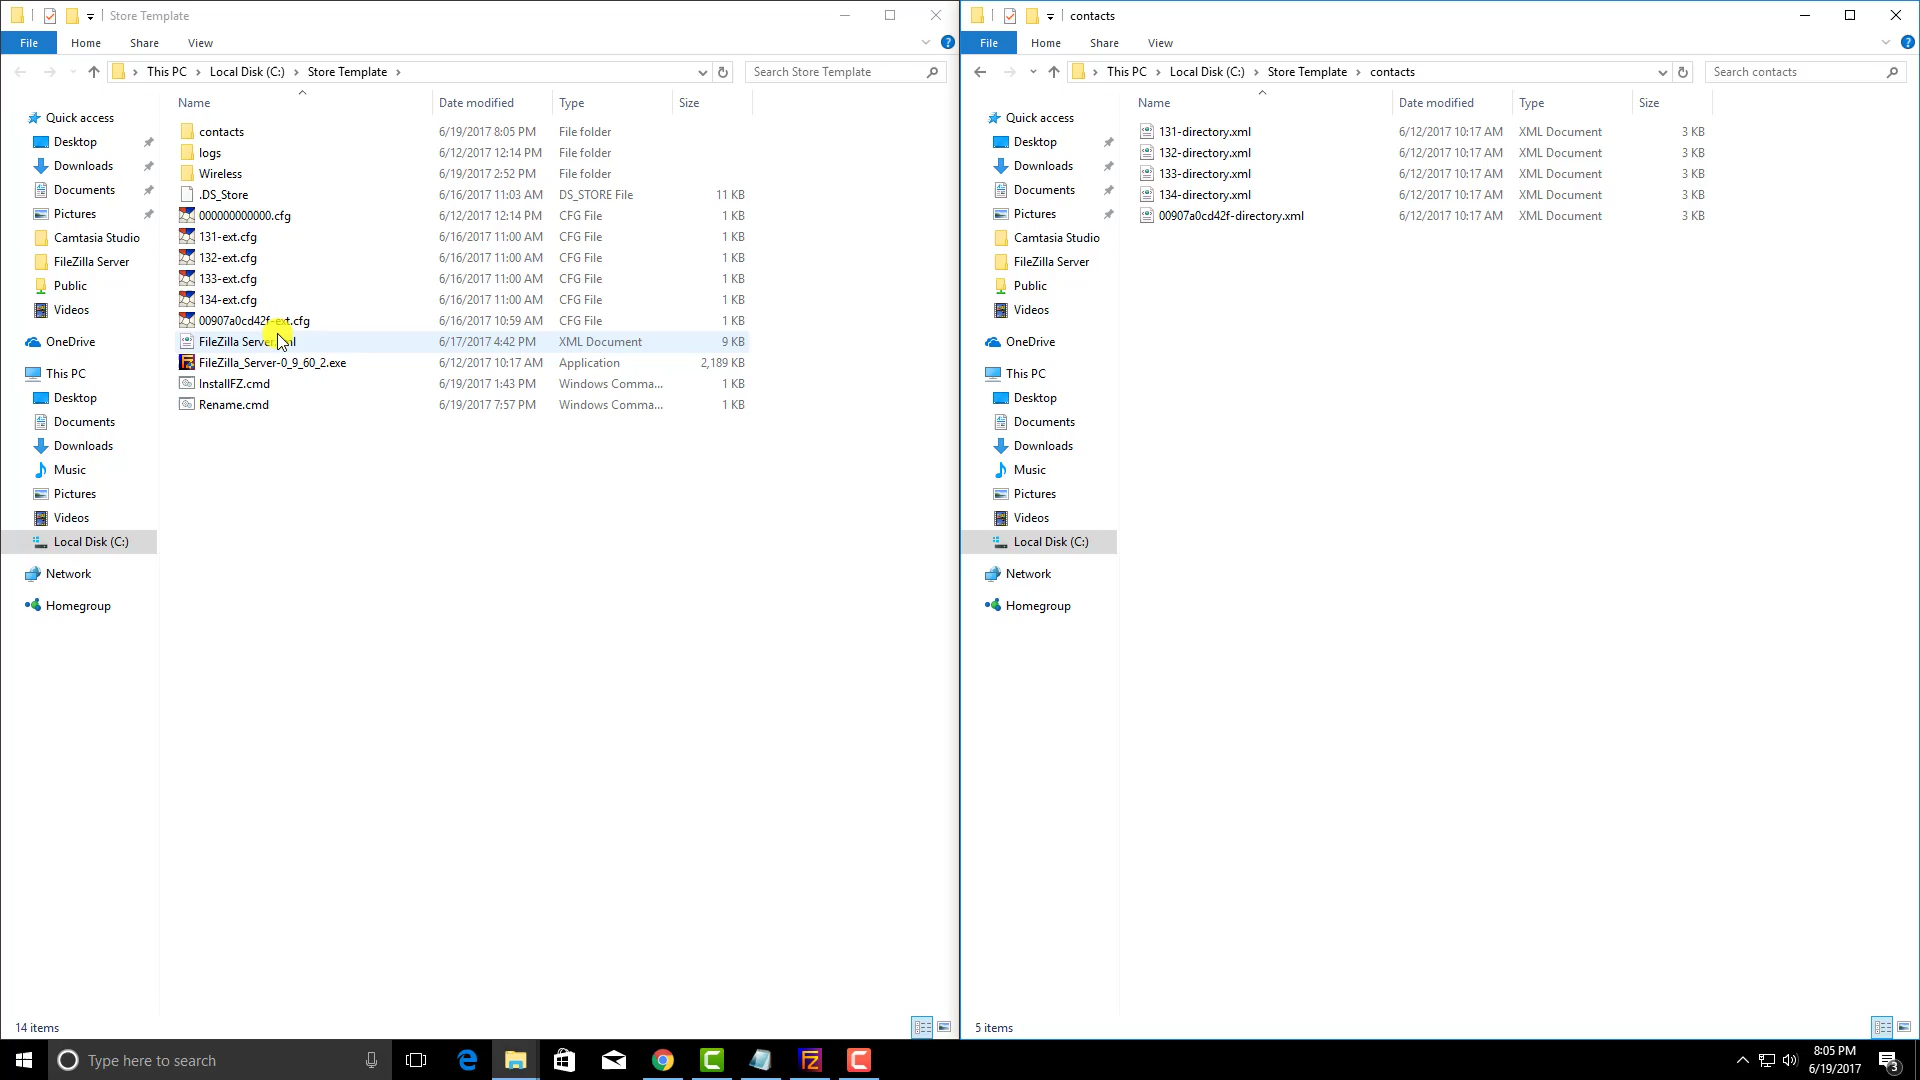 Store Template
File Home Share View
This PC Local Disk (C:) Store Template
Search Store Template
Name Date modified Type Size
Quick access
Desktop
Downloads
Documents
Pictures
Camtasia Studio
FileZilla Server
Public
Videos
OneDrive
This PC
Desktop
Documents
Downloads
Music
Pictures
Videos
Local Disk (C:)
Network
Homegroup
contacts 6/19/2017 8:05 PM File folder
logs 6/12/2017 12:14 PM File folder
Wireless 6/19/2017 2:52 PM File folder
.DS_Store 6/16/2017 11:03 AM DS_STORE File 11 KB
000000000000.cfg 6/12/2017 12:14 PM CFG File 1 KB
131-ext.cfg 6/16/2017 11:00 AM CFG File 1 KB
132-ext.cfg 6/16/2017 11:00 AM CFG File 1 KB
133-ext.cfg 6/16/2017 11:00 AM CFG File 1 KB
134-ext.cfg 6/16/2017 11:00 AM CFG File 1 KB
00907a0cd42f-ext.cfg 6/16/2017 10:59 AM CFG File 1 KB
FileZilla Server.xml 6/17/2017 4:42 PM XML Document 9 KB
FileZilla_Server-0_9_60_2.exe 6/12/2017 10:17 AM Application 2,189 KB
InstallFZ.cmd 6/19/2017 1:43 PM Windows Comma... 1 KB
Rename.cmd 6/19/2017 7:57 PM Windows Comma... 1 KB
14 items
contacts
File Home Share View
This PC Local Disk (C:) Store Template contacts
Search contacts
Name Date modified Type Size
Quick access
Desktop
Downloads
Documents
Pictures
Camtasia Studio
FileZilla Server
Public
Videos
OneDrive
This PC
Desktop
Documents
Downloads
Music
Pictures
Videos
Local Disk (C:)
Network
Homegroup
131-directory.xml 6/12/2017 10:17 AM XML Document 3 KB
132-directory.xml 6/12/2017 10:17 AM XML Document 3 KB
133-directory.xml 6/12/2017 10:17 AM XML Document 3 KB
134-directory.xml 6/12/2017 10:17 AM XML Document 3 KB
00907a0cd42f-directory.xml 6/12/2017 10:17 AM XML Document 3 KB
5 items
Type here to search
8:05 PM
6/19/2017
3